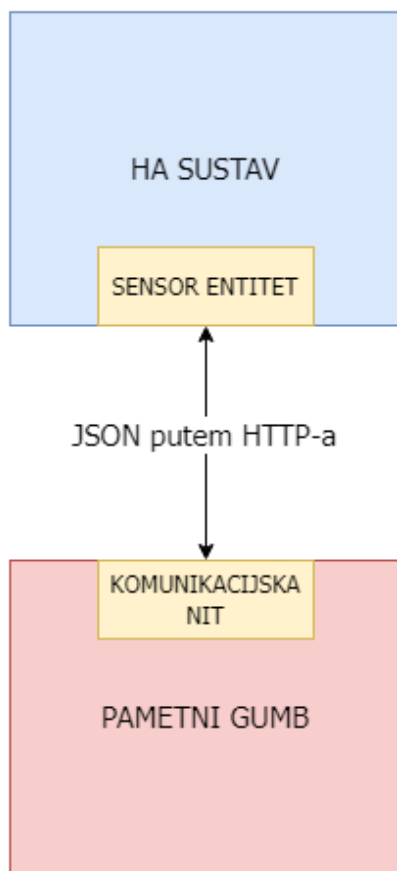 HA SUSTAV
SENSOR ENTITET
JSON putem HTTP-a
KOMUNIKACIJSKA
NIT
PAMETNI GUMB